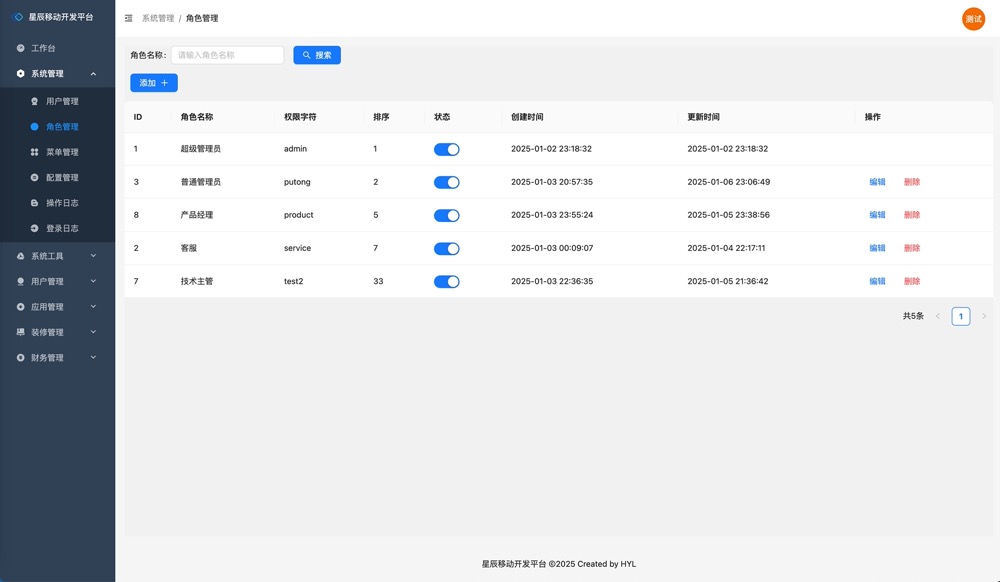 星辰移动开发平台
工作台
系统管理
用户管理
角色管理
菜单管理
配置管理
操作日志
登录日志
系统工具
用户管理
应用管理
装修管理
财务管理
系统管理 / 角色管理
测试
角色名称: 请输入角色名称 搜索
添加 +
ID 角色名称 权限字符 排序 状态 创建时间 更新时间 操作
1 超级管理员 admin 1 2025-01-02 23:18:32 2025-01-02 23:18:32
3 普通管理员 putong 2 2025-01-03 20:57:35 2025-01-06 23:06:49 编辑 删除
8 产品经理 product 5 2025-01-03 23:55:24 2025-01-05 23:38:56 编辑 删除
2 客服 service 7 2025-01-03 00:09:07 2025-01-04 22:17:11 编辑 删除
7 技术主管 test2 33 2025-01-03 22:36:35 2025-01-05 21:36:42 编辑 删除
共5条 < 1 >
星辰移动开发平台 ©2025 Created by HYL